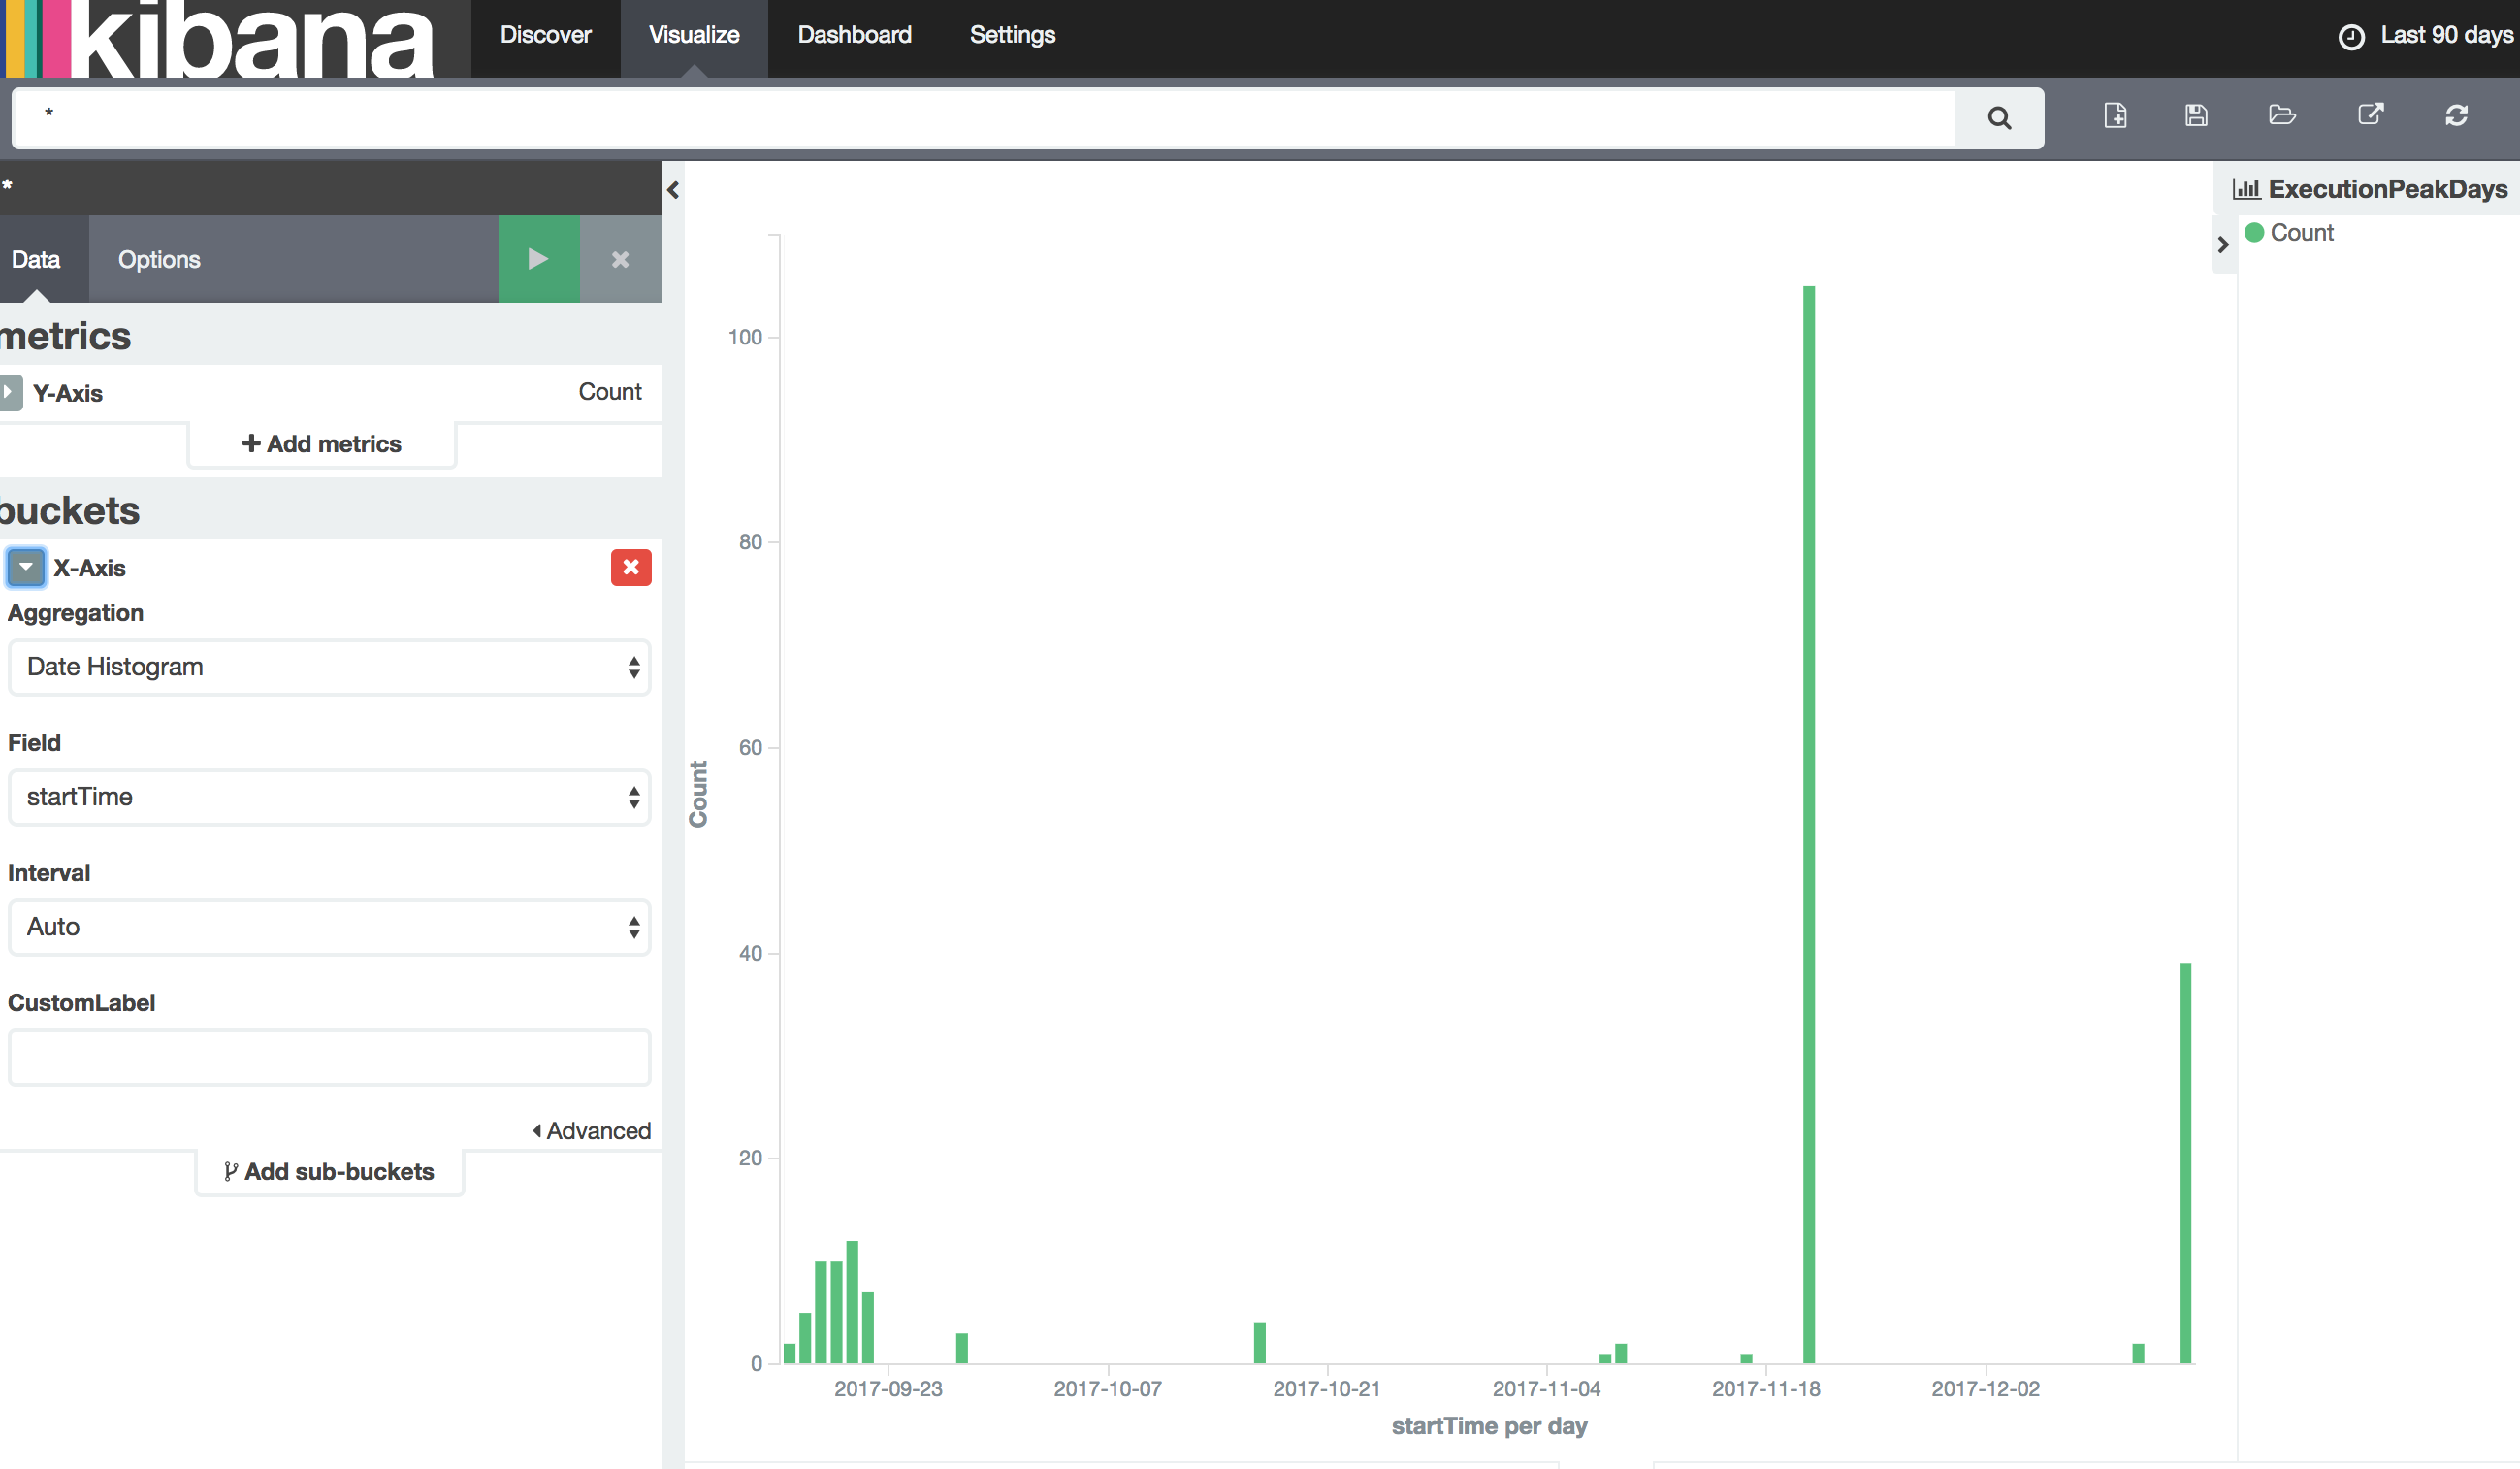 kibana
Discover
Visualize
Dashboard
Settings
Last 90 days
*
*
Data
Options
metrics
Y-Axis
Count
Add metrics
buckets
X-Axis
Aggregation
Date Histogram
Field
startTime
Interval
Auto
CustomLabel
Advanced
Add sub-buckets
ExecutionPeakDays
Count
Count
100
80
60
40
20
0
2017-09-23
2017-10-07
2017-10-21
2017-11-04
2017-11-18
2017-12-02
startTime per day